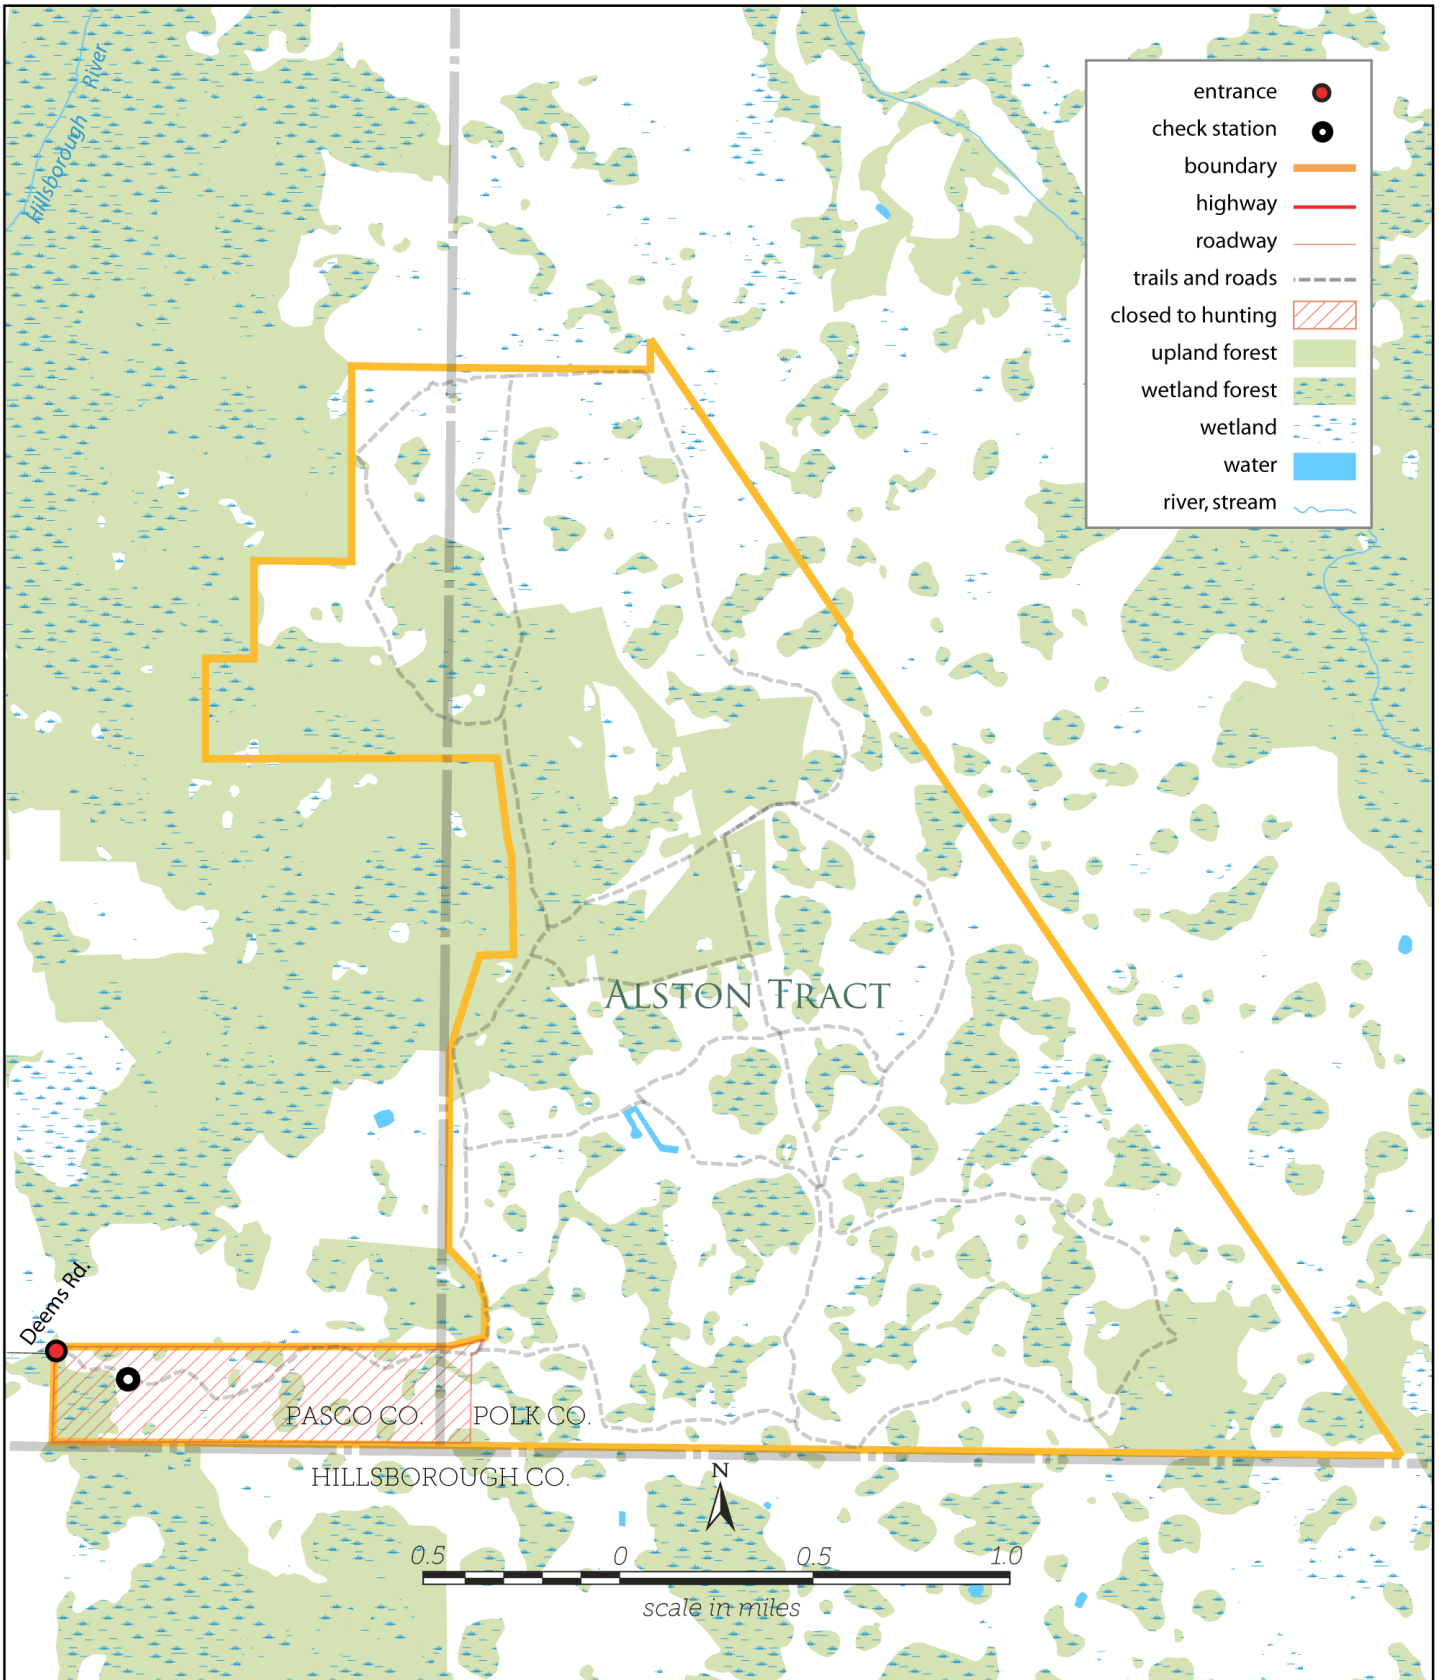 Hillsborough River
entrance
check station
boundary
highway
roadway
trails and roads
closed to hunting
upland forest
wetland forest
wetland
water
river, stream
ALSTON TRACT
Deems Rd.
PASCO CO.
POLK CO.
HILLSBOROUGH CO.
N
0.5 0 0.5 1.0
scale in miles